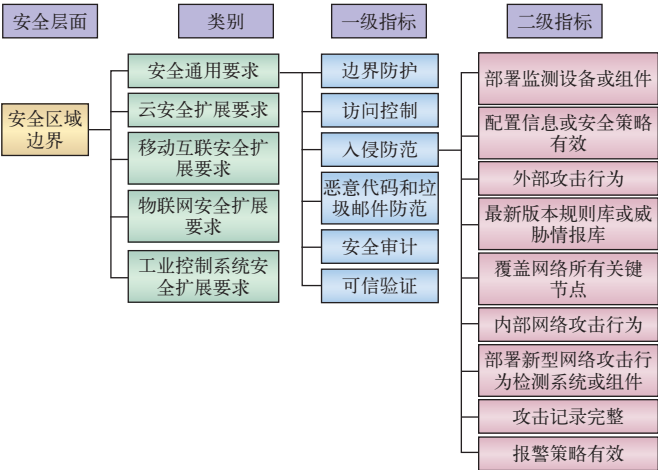 安全层面
类别
一级指标
二级指标
安全区域
边界
安全通用要求
云安全扩展要求
移动互联安全扩
展要求
物联网安全扩展
要求
工业控制系统安
全扩展要求
边界防护
访问控制
入侵防范
恶意代码和垃
圾邮件防范
安全审计
可信验证
部署监测设备或组件
配置信息或安全策略
有效
外部攻击行为
最新版本规则库或威
胁情报库
覆盖网络所有关键
节点
内部网络攻击行为
部署新型网络攻击行
为检测系统或组件
攻击记录完整
报警策略有效